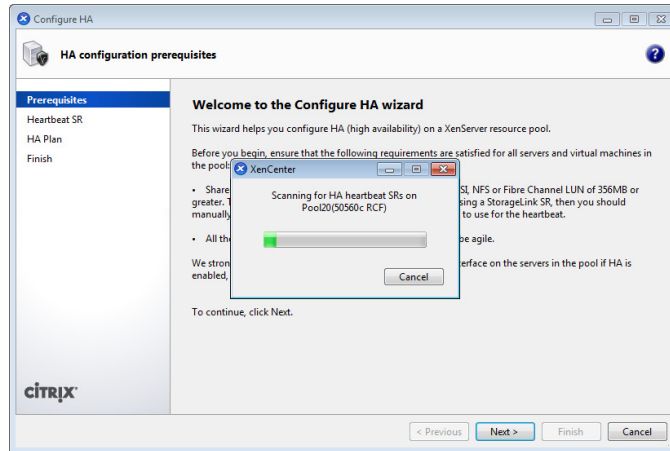 Configure HA
HA configuration prerequisites
Prerequisites
Heartbeat SR
HA Plan
Finish
Welcome to the Configure HA wizard
This wizard helps you configure HA (high availability) on a XenServer resource pool.
Before you begin, ensure that the following requirements are satisfied for all servers and virtual machines in
the pool:
• Share SI, NFS or Fibre Channel LUN of 356MB or
greater. sing a StorageLink SR, then you should
manually to use for the heartbeat.
• All the be agile.
We stron erface on the servers in the pool if HA is
enabled,
To continue, click Next.
XenCenter
Scanning for HA heartbeat SRs on
Pool20(50560c RCF)
Cancel
CITRIX
< Previous
Next >
Finish
Cancel